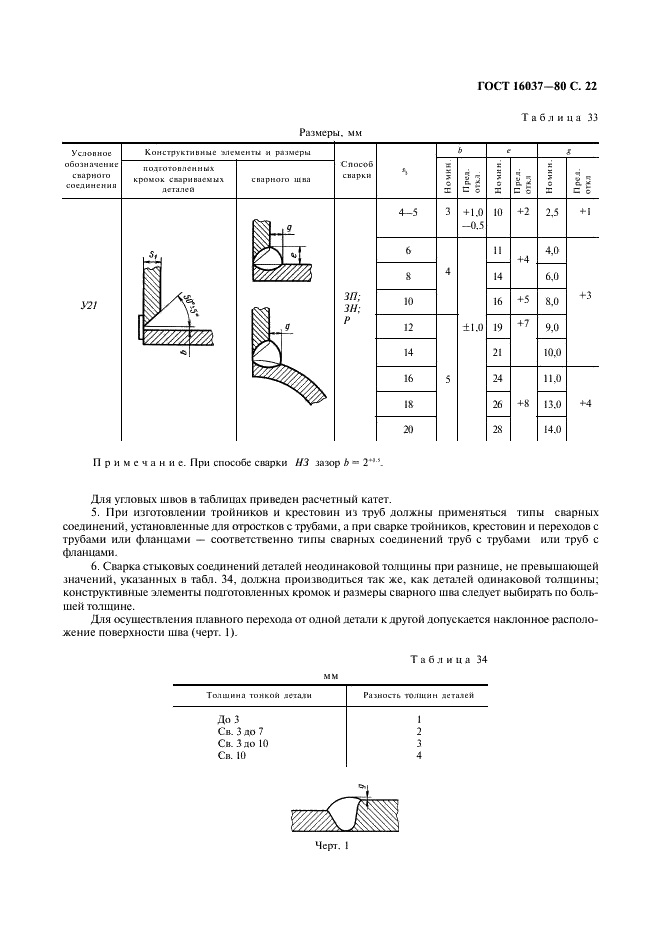 ГОСТ 16037—80 С. 22
Таблица 33
Размеры, мм
Условное обозначение сварного соединения
Конструктивные элементы и размеры
подготовленных кромок свариваемых деталей
сварного шва
Способ сварки
s₁
b
e
g
Номин.
Пред. откл.
Номин.
Пред. откл
Номин.
Пред. откл
У21
s₁
50°±5°
b
g
e
g
ЗП;
ЗН;
Р
4—5 3 +1,0 —0,5 10 +2 2,5 +1
6 4 ±1,0 11 +4 4,0 +3
8 14 6,0
10 16 +5 8,0
12 19 +7 9,0
14 5 21 10,0
16 24 +8 11,0 +4
18 26 13,0
20 28 14.0
Примечание. При способе сварки НЗ зазор b = 2⁺⁰·⁵.
Для угловых швов в таблицах приведен расчетный катет.
5. При изготовлении тройников и крестовин из труб должны применяться типы сварных
соединений, установленные для отростков с трубами, а при сварке тройников, крестовин и переходов с
трубами или фланцами — соответственно типы сварных соединений труб с трубами или труб с
фланцами.
6. Сварка стыковых соединений деталей неодинаковой толщины при разнице, не превышающей
значений, указанных в табл. 34, должна производиться так же, как деталей одинаковой толщины;
конструктивные элементы подготовленных кромок и размеры сварного шва следует выбирать по боль-
шей толщине.
Для осуществления плавного перехода от одной детали к другой допускается наклонное располо-
жение поверхности шва (черт. 1).
Таблица 34
мм
Толщина тонкой детали Разность толщин деталей
До 3 1
Св. 3 до 7 2
Св. 3 до 10 3
Св. 10 4
g
Черт. 1